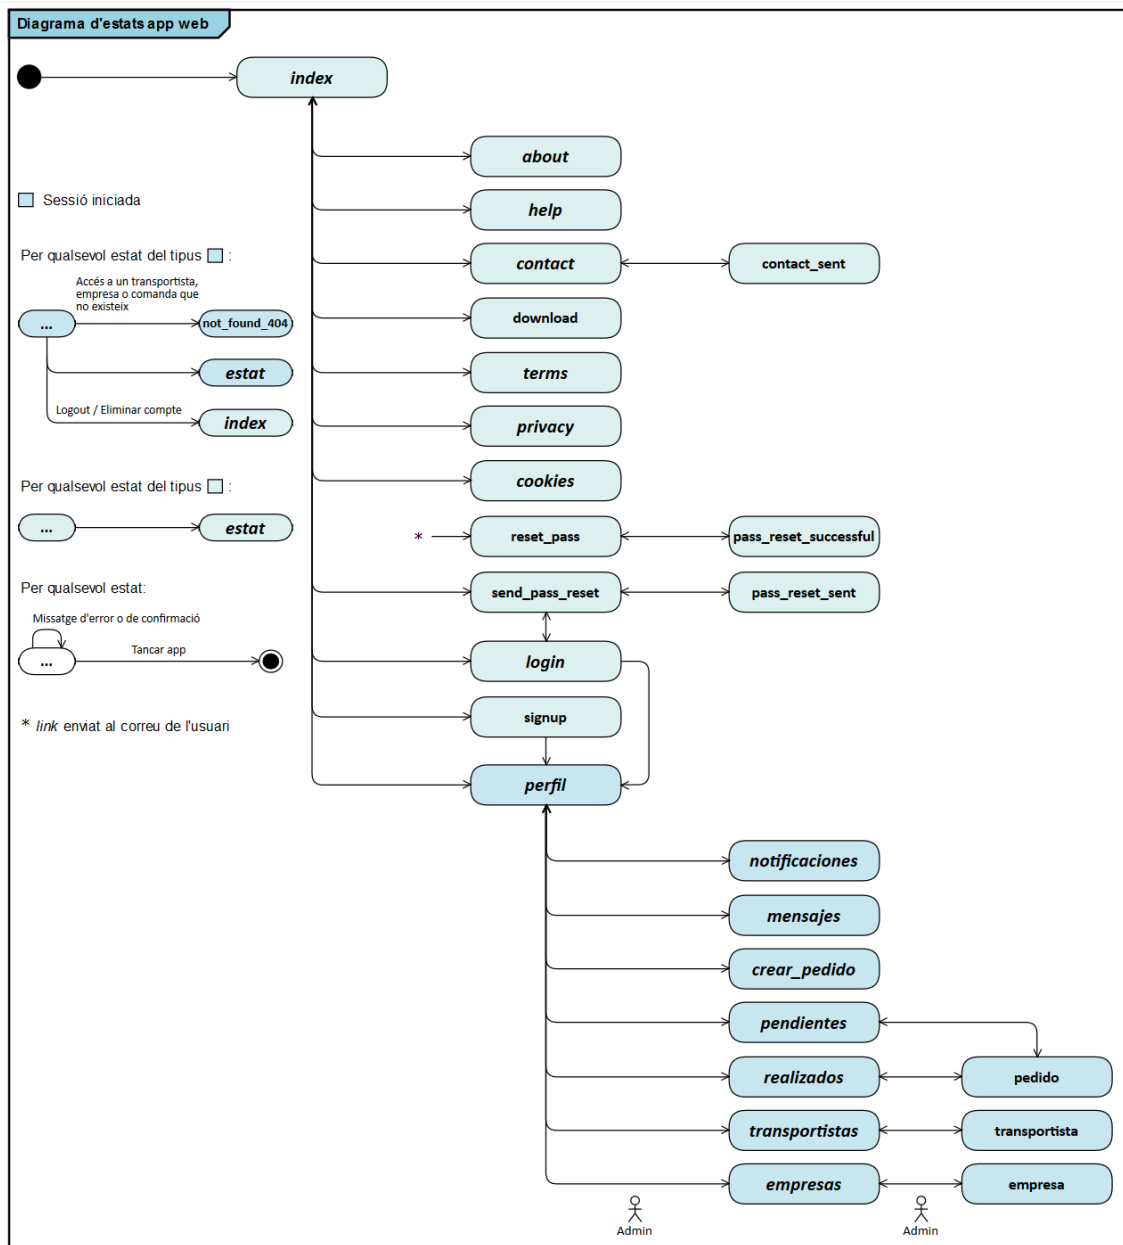 Diagrama d'estats app web
index
about
help
Sessió iniciada
Per qualsevol estat del tipus :
contact
contact_sent
Accés a un transportista,
empresa o comanda que
no existeix
...
not_found_404
download
estat
terms
Logout / Eliminar compte
index
privacy
Per qualsevol estat del tipus :
cookies
...
estat
*
reset_pass
pass_reset_successful
Per qualsevol estat:
send_pass_reset
pass_reset_sent
Missatge d'error o de confirmació
...
Tancar app
login
* link enviat al correu de l'usuari
signup
perfil
notificaciones
mensajes
crear_pedido
pendientes
realizados
pedido
transportistas
transportista
empresas
empresa
Admin
Admin